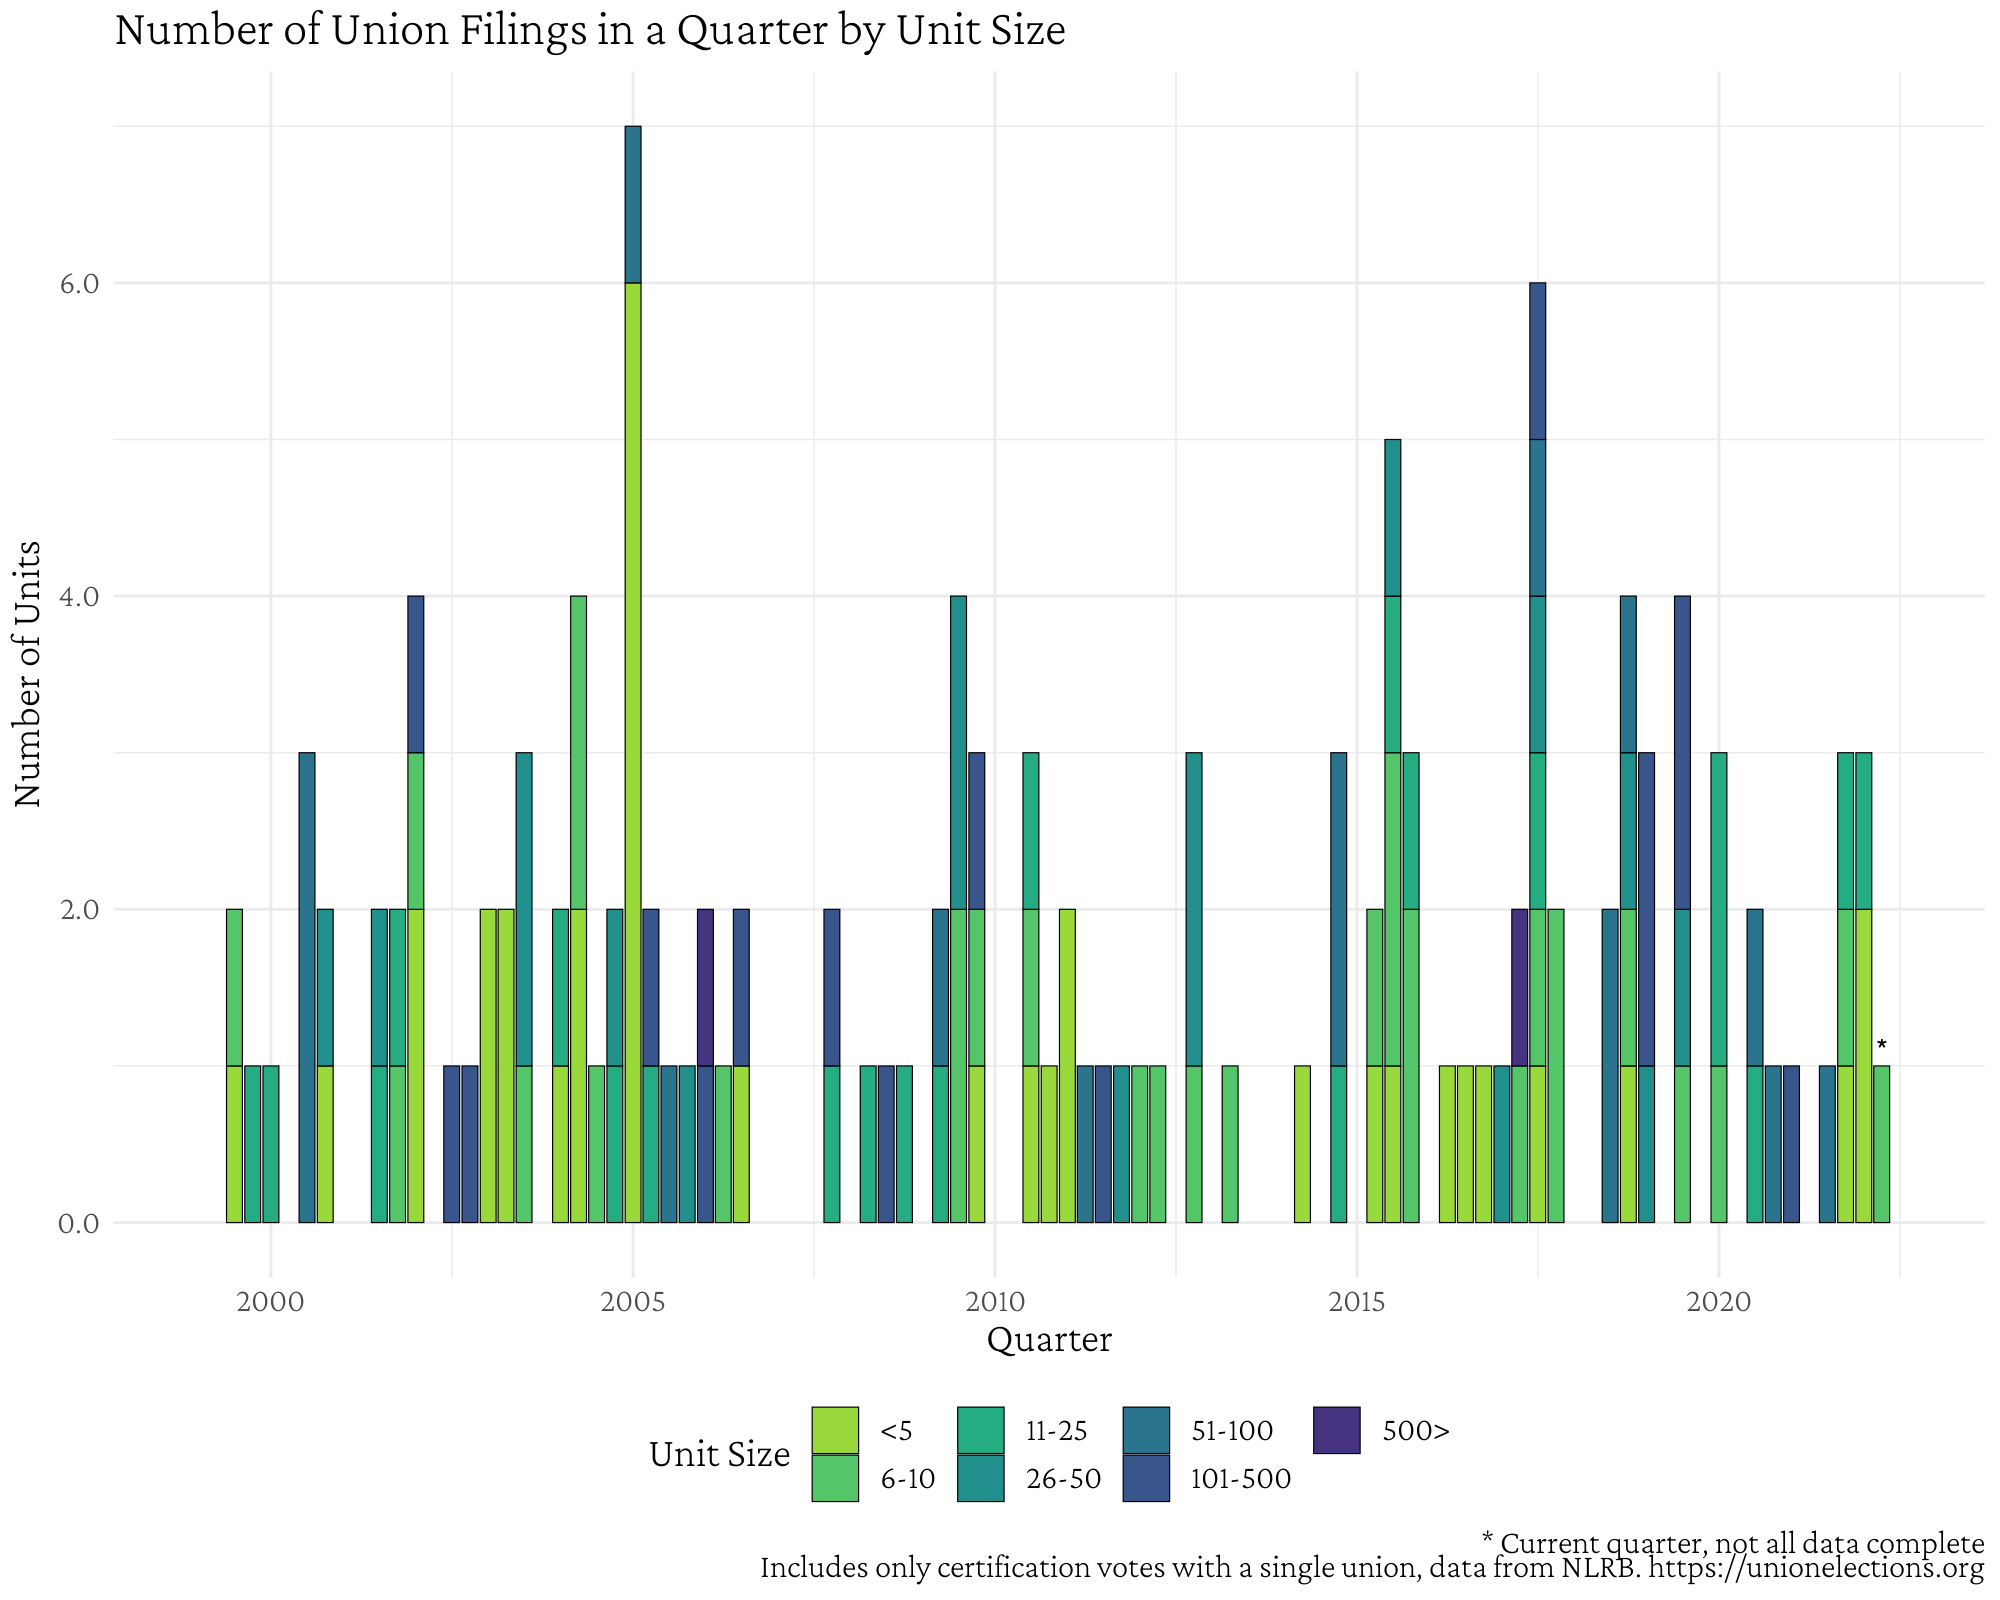 Number of Union Filings in a Quarter by Unit Size
Number of Units
6.0
4.0
2.0
0.0
*
2000 2005 2010 2015 2020
Quarter
Unit Size
<5 11-25 51-100 500>
6-10 26-50 101-500
* Current quarter, not all data complete
Includes only certification votes with a single union, data from NLRB. https://unionelections.org